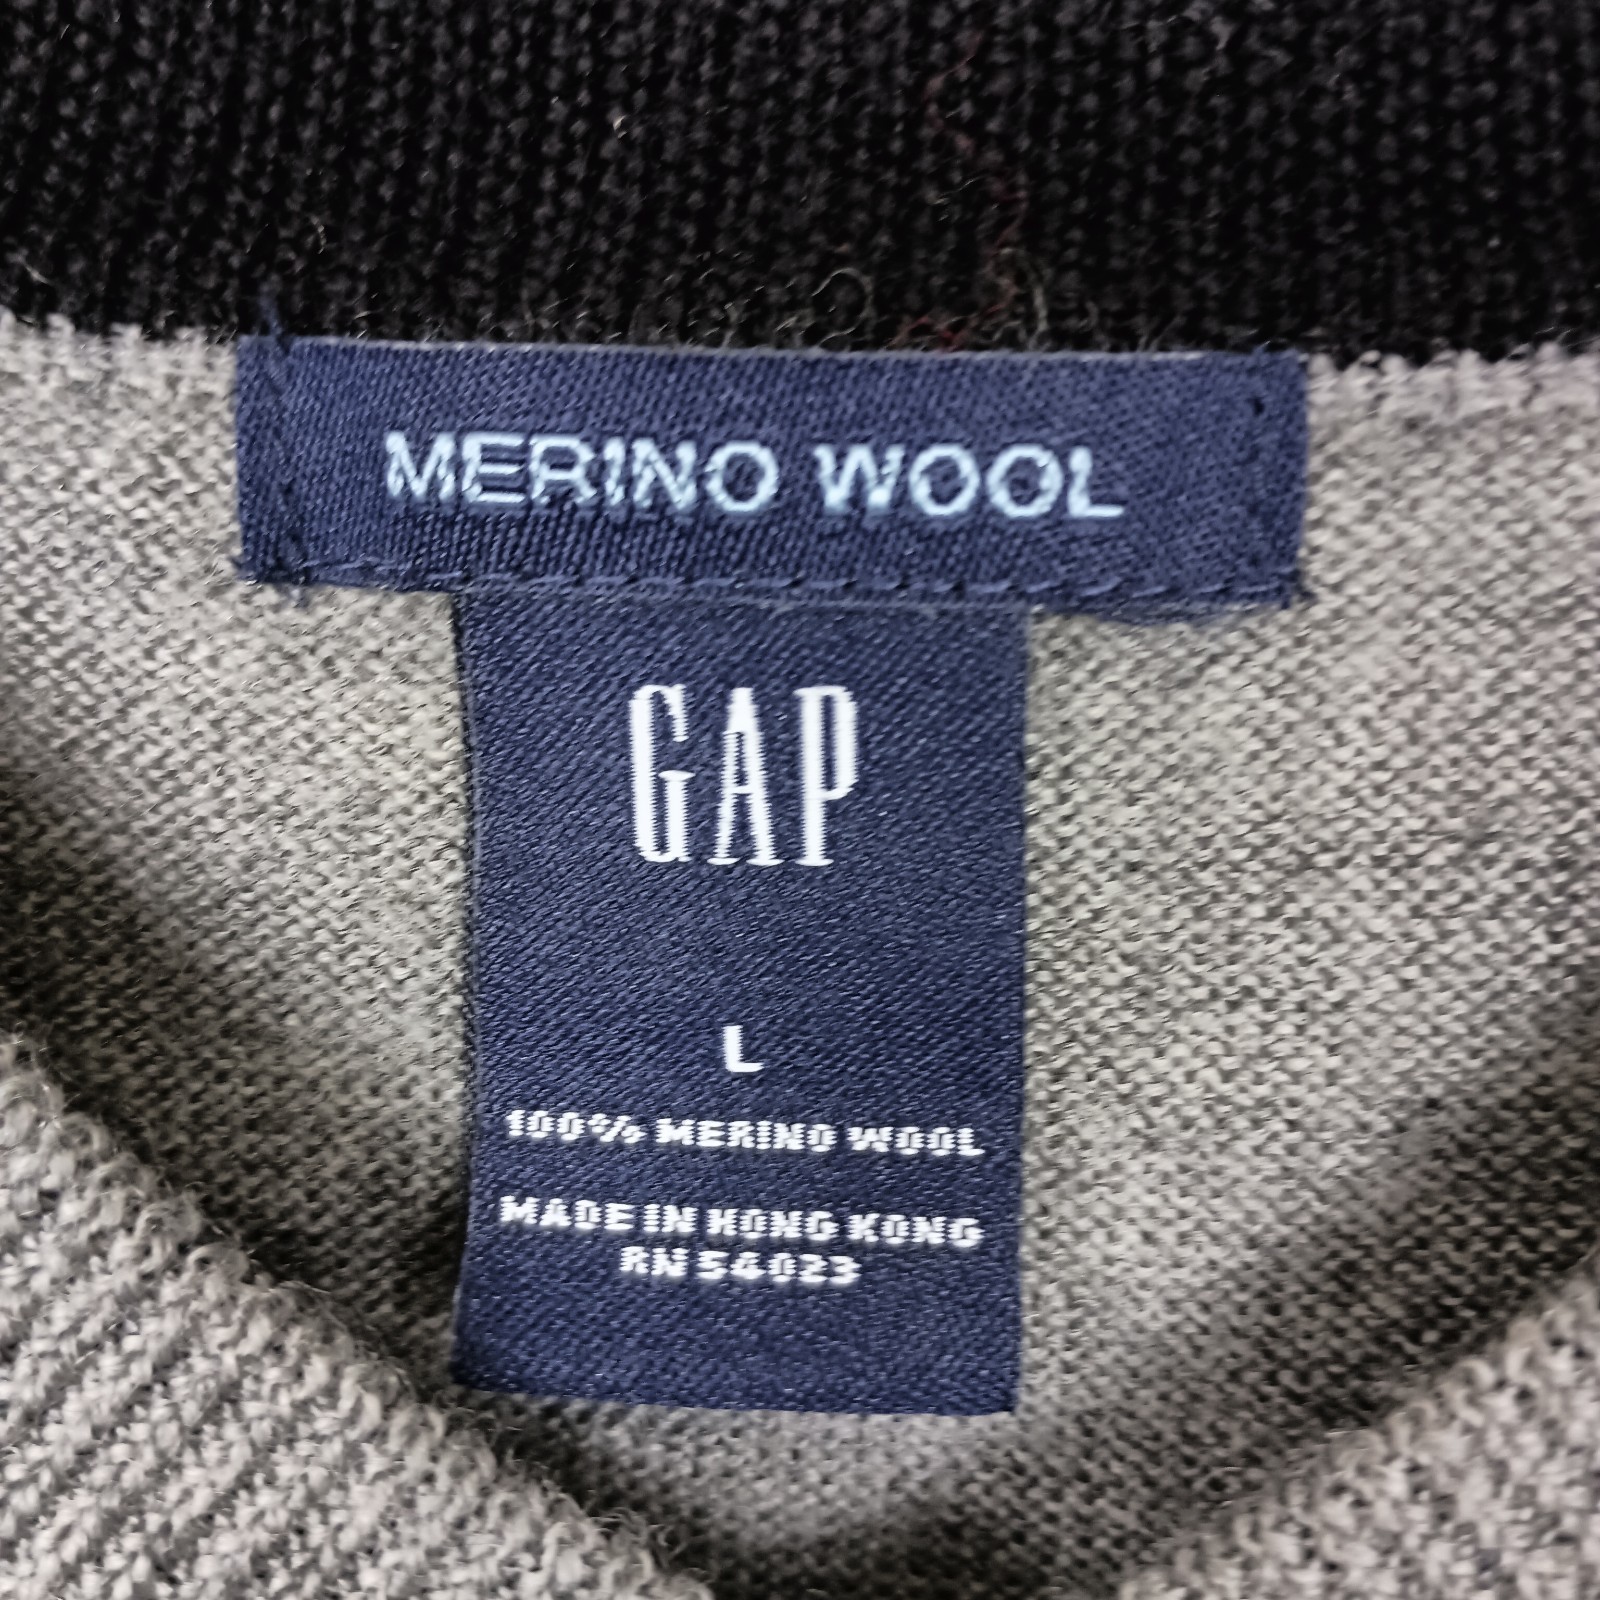 MERINO WOOL
GAP
L
100% MERINO WOOL
MADE IN HONG KONG
RN 54023